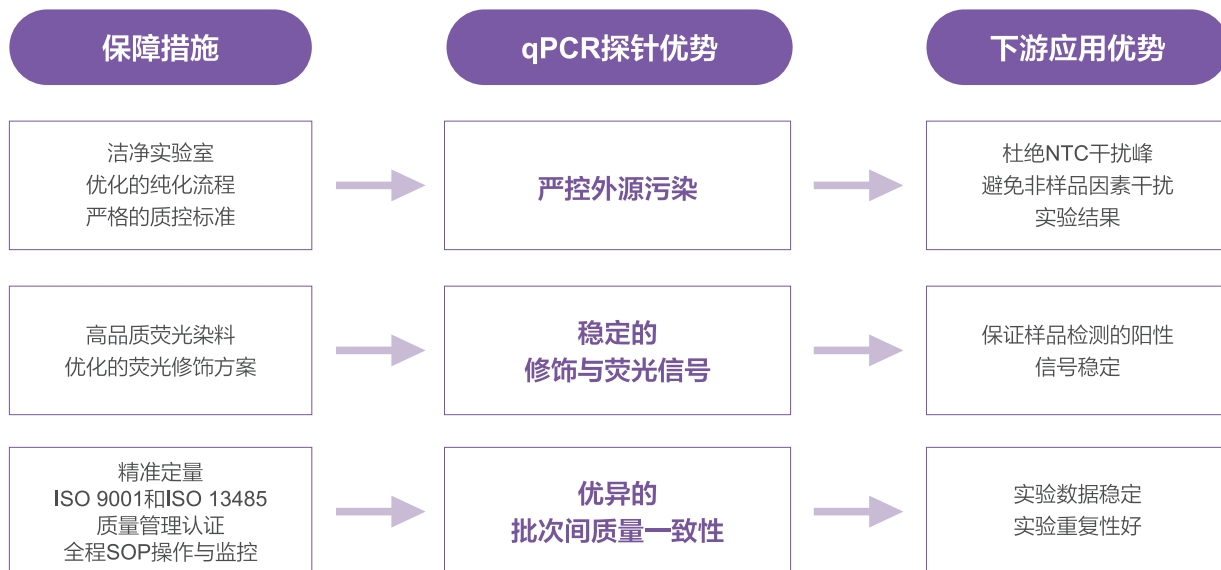 保障措施
qPCR探针优势
下游应用优势
洁净实验室
优化的纯化流程
严格的质控标准
严控外源污染
杜绝NTC干扰峰
避免非样品因素干扰
实验结果
高品质荧光染料
优化的荧光修饰方案
稳定的
修饰与荧光信号
保证样品检测的阳性
信号稳定
精准定量
ISO 9001和ISO 13485
质量管理认证
全程SOP操作与监控
优异的
批次间质量一致性
实验数据稳定
实验重复性好